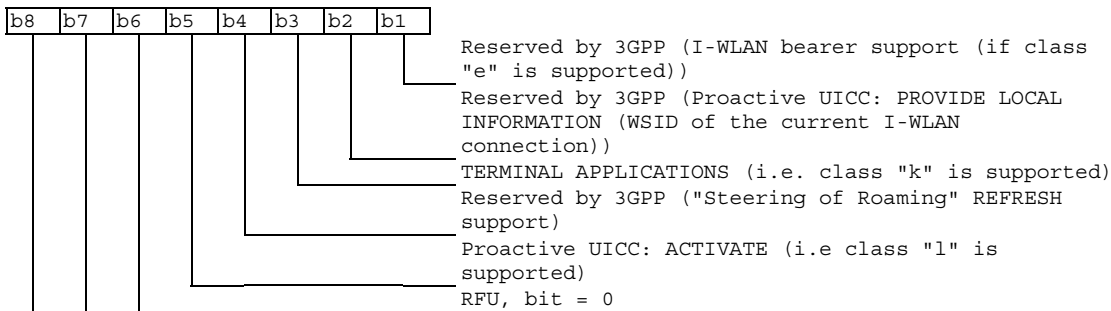 b8 b7 b6 b5 b4 b3 b2 b1
Reserved by 3GPP (I-WLAN bearer support (if class
"e" is supported))
Reserved by 3GPP (Proactive UICC: PROVIDE LOCAL
INFORMATION (WSID of the current I-WLAN
connection))
TERMINAL APPLICATIONS (i.e. class "k" is supported)
Reserved by 3GPP ("Steering of Roaming" REFRESH
support)
Proactive UICC: ACTIVATE (i.e class "l" is
supported)
RFU, bit = 0